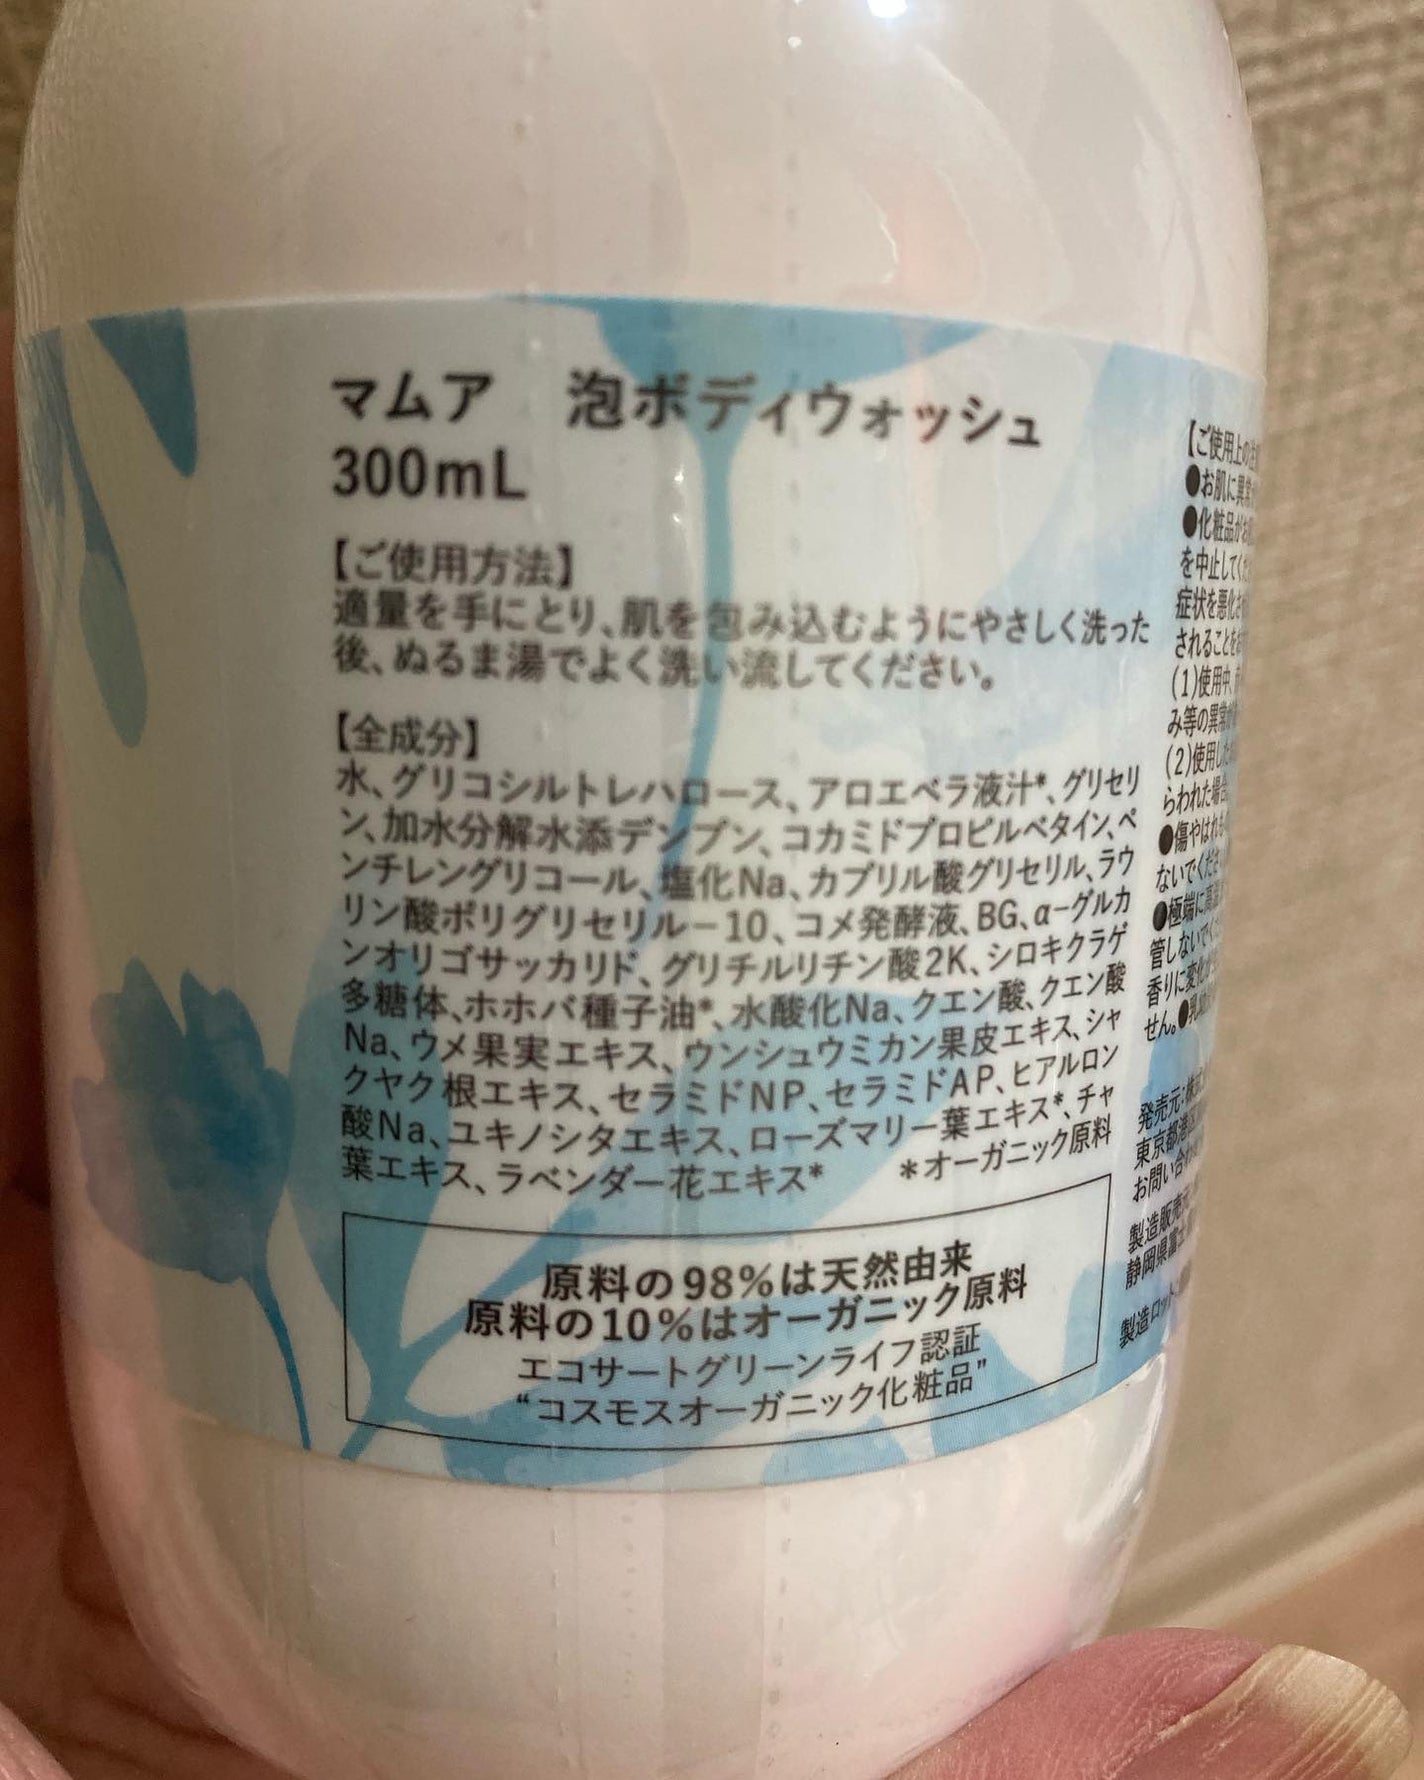 マムア　泡ボディウォッシュ
300mL
【ご使用方法】
適量を手にとり、肌を包み込むようにやさしく洗った
後、ぬるま湯でよく洗い流してください。
【全成分】
水、グリコシルトレハロース、アロエベラ液汁*、グリセリ
ン、加水分解水添デンプン、コカミドプロピルベタイン、ペ
ンチレングリコール、塩化Na、カプリル酸グリセリル、ラウ
リン酸ポリグリセリル－10、コメ発酵液、BG、α－グルカ
ンオリゴサッカリド、グリチルリチン酸2K、シロキクラゲ
多糖体、ホホバ種子油*、水酸化Na、クエン酸、クエン酸
Na、ウメ果実エキス、ウンシュウミカン果皮エキス、シャ
クヤク根エキス、セラミドNP、セラミドAP、ヒアルロン
酸Na、ユキノシタエキス、ローズマリー葉エキス*、チャ
葉エキス、ラベンダー花エキス*　＊オーガニック原料
原料の98%は天然由来
原料の10%はオーガニック原料
エコサートグリーンライフ認証
“コスモスオーガニック化粧品”
【ご使用上の
●お肌に異常
●化粧品がお
を中止してく
症状を悪化さ
されることを
(1)使用中、
み等の異常
(2)使用した
らわれた場合
●傷やはれ
ないでくださ
●極端に高温
管しないでく
香りに変化が
せん。●乳
発売元：株式
東京都港区
お問い合わ
製造販売元
静岡県富士
製造ロット